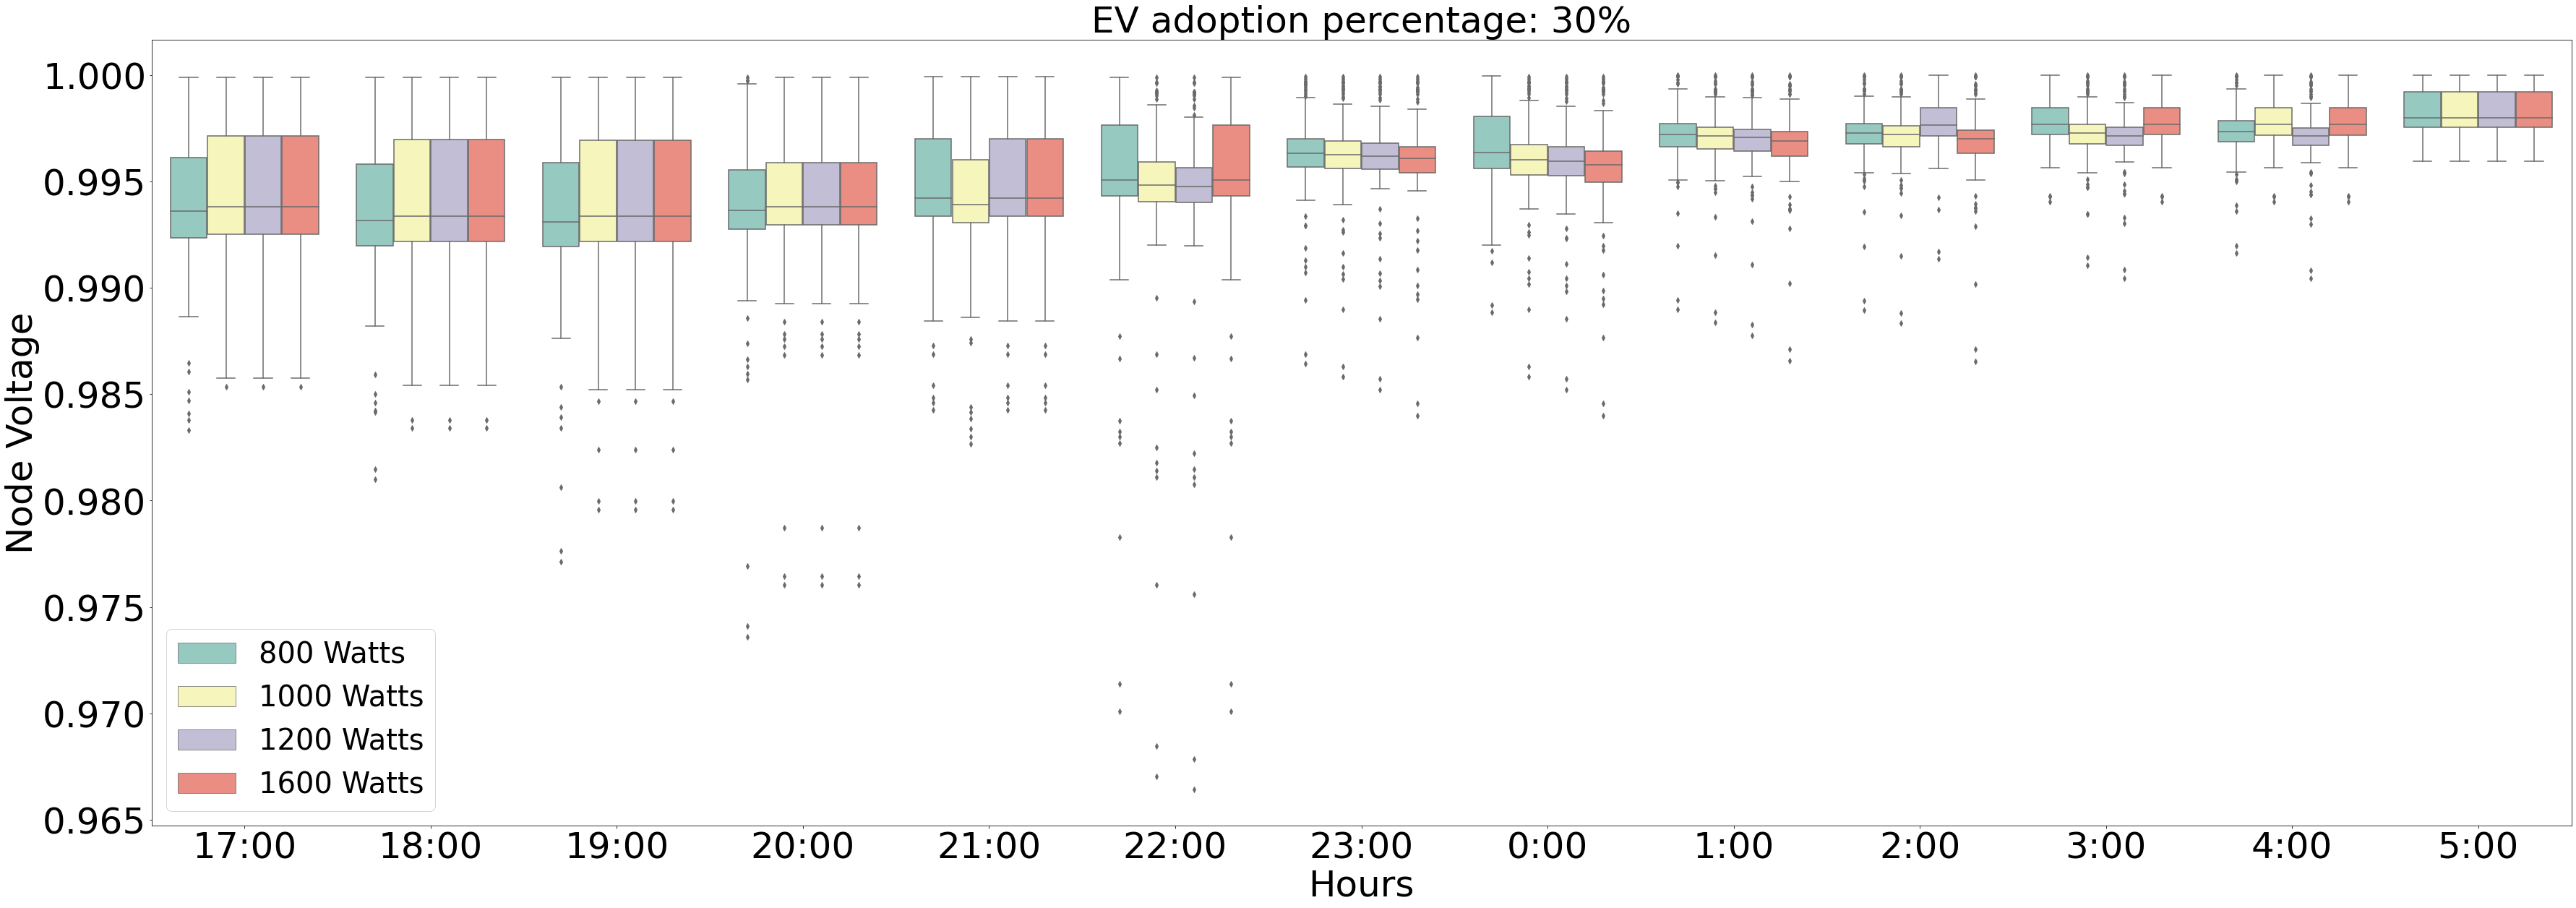 EV adoption percentage: 30%
1.000
0.995
0.990
0.985
0.980
0.975
0.970
0.965
Node Voltage
800 Watts
1000 Watts
1200 Watts
1600 Watts
17:00 18:00 19:00 20:00 21:00 22:00 23:00 0:00 1:00 2:00 3:00 4:00 5:00
Hours